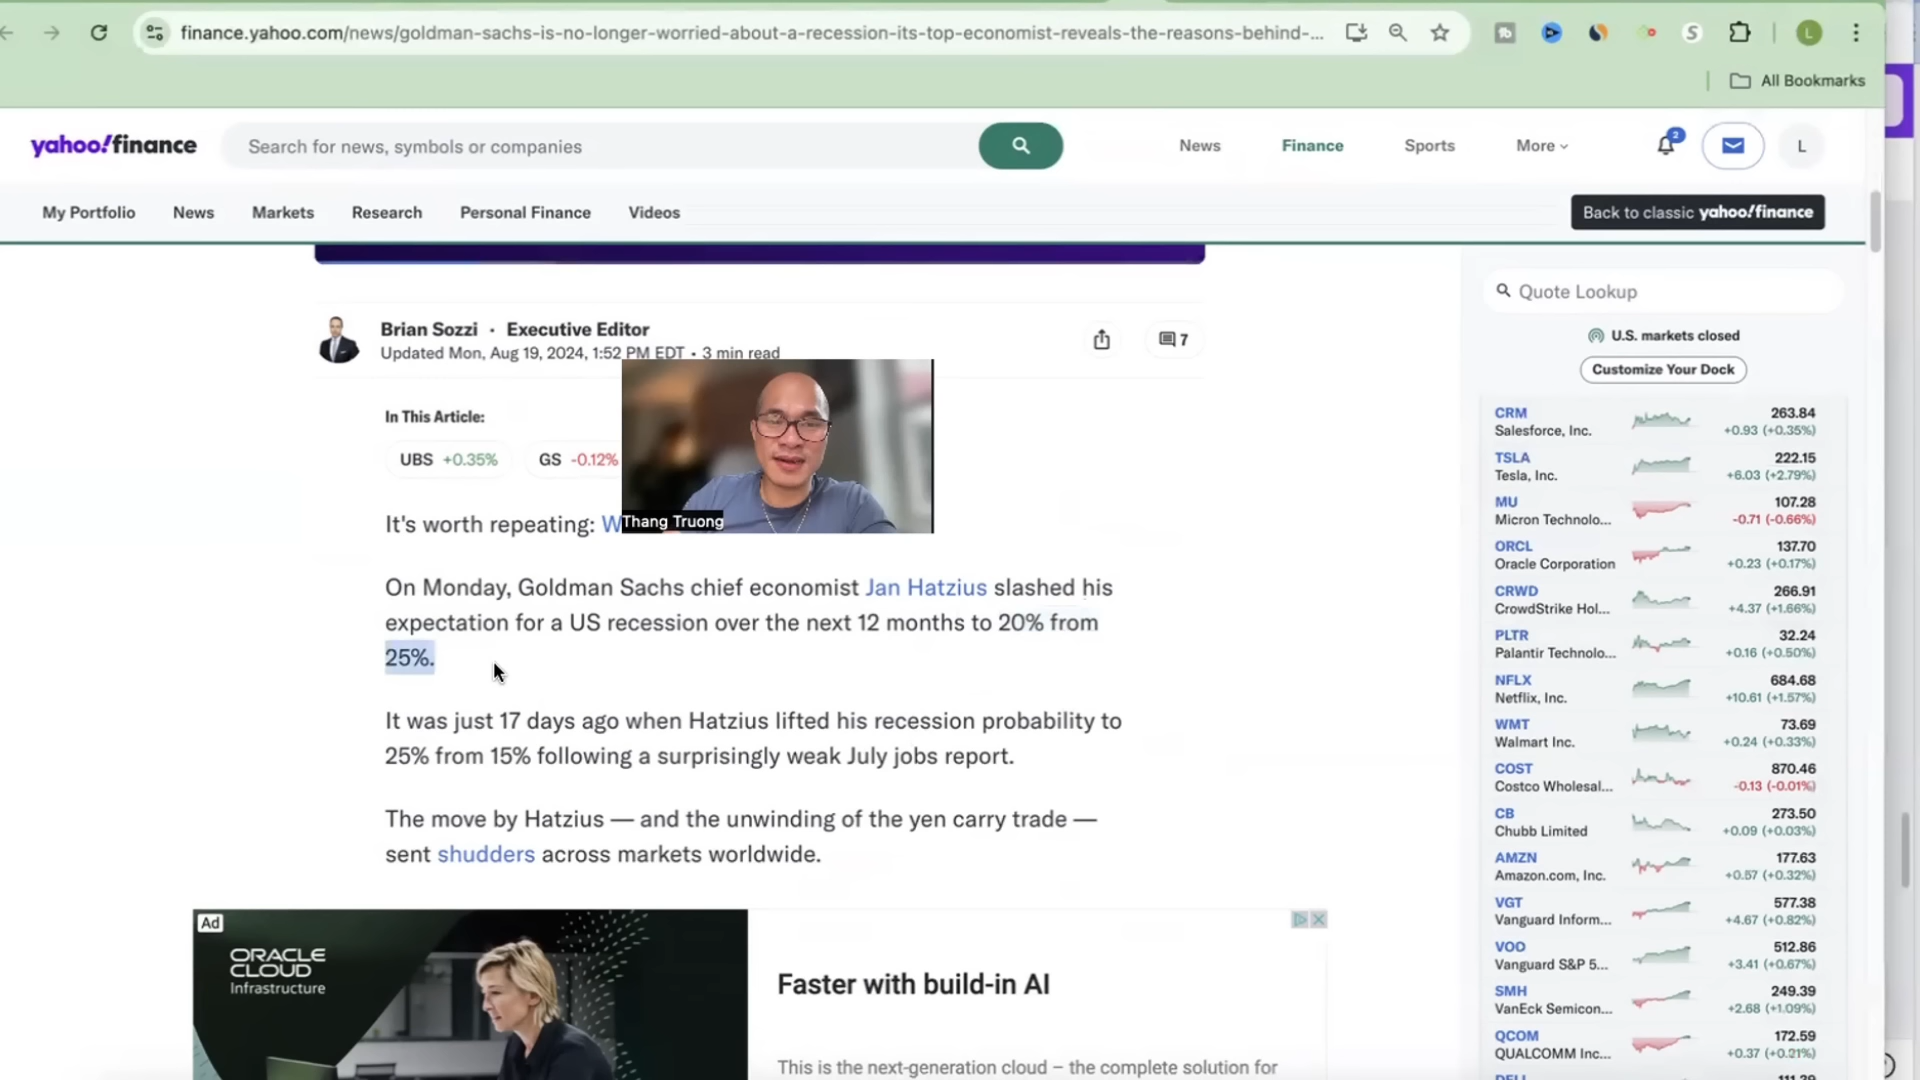 finance.yahoo.com/news/goldman-sachs-is-no-longer-worried-about-a-recession-its-top-economist-reveals-the-reasons-behind-...
L
All Bookmarks
yahoo!finance
Search for news, symbols or companies
News
Finance
Sports
More
2
L
My Portfolio
News
Markets
Research
Personal Finance
Videos
Back to classic yahoo!finance
Brian Sozzi · Executive Editor
Updated Mon, Aug 19, 2024, 1:52 PM EDT • 3 min read
7
In This Article:
UBS +0.35%
GS -0.12%
Thang Truong
It's worth repeating: W
On Monday, Goldman Sachs chief economist Jan Hatzius slashed his
expectation for a US recession over the next 12 months to 20% from
25%.
It was just 17 days ago when Hatzius lifted his recession probability to
25% from 15% following a surprisingly weak July jobs report.
The move by Hatzius — and the unwinding of the yen carry trade —
sent shudders across markets worldwide.
Ad
ORACLE
CLOUD
Infrastructure
Faster with build-in AI
This is the next-generation cloud – the complete solution for
Quote Lookup
U.S. markets closed
Customize Your Dock
CRM 263.84
Salesforce, Inc. +0.93 (+0.35%)
TSLA 222.15
Tesla, Inc. +6.03 (+2.79%)
MU 107.28
Micron Technolo... -0.71 (-0.66%)
ORCL 137.70
Oracle Corporation +0.23 (+0.17%)
CRWD 266.91
CrowdStrike Hol... +4.37 (+1.66%)
PLTR 32.24
Palantir Technolo... +0.16 (+0.50%)
NFLX 684.68
Netflix, Inc. +10.61 (+1.57%)
WMT 73.69
Walmart Inc. +0.24 (+0.33%)
COST 870.46
Costco Wholesal... -0.13 (-0.01%)
CB 273.50
Chubb Limited +0.09 (+0.03%)
AMZN 177.63
Amazon.com, Inc. +0.57 (+0.32%)
VGT 577.38
Vanguard Inform... +4.67 (+0.82%)
VOO 512.86
Vanguard S&P 5... +3.41 (+0.67%)
SMH 249.39
VanEck Semicon... +2.68 (+1.09%)
QCOM 172.59
QUALCOMM Inc... +0.37 (+0.21%)